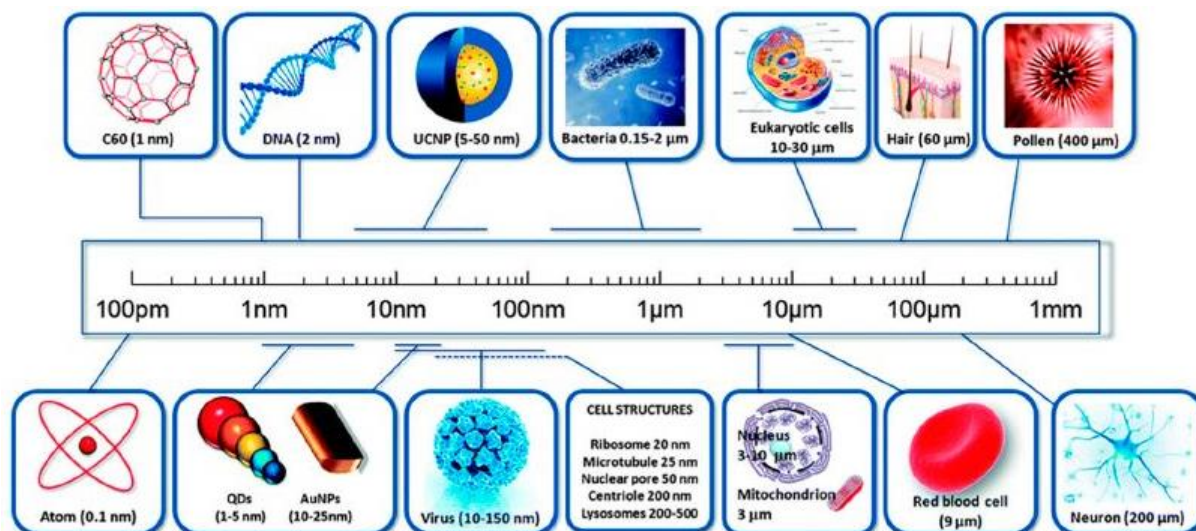 C60 (1 nm)
DNA (2 nm)
UCNP (5-50 nm)
Bacteria 0.15-2 μm
Eukaryotic cells
10-30 μm
Hair (60 μm)
Pollen (400 μm)
100pm 1nm 10nm 100nm 1μm 10μm 100μm 1mm
Atom (0.1 nm)
QDs
(1-5 nm)
AuNPs
(10-25nm)
Virus (10-150 nm)
CELL STRUCTURES
Ribosome 20 nm
Microtubule 25 nm
Nuclear pore 50 nm
Centriole 200 nm
Lysosomes 200-500
Nucleus
3-10 μm
Mitochondrion
3 μm
Red blood cell
(9 μm)
Neuron (200 μm)